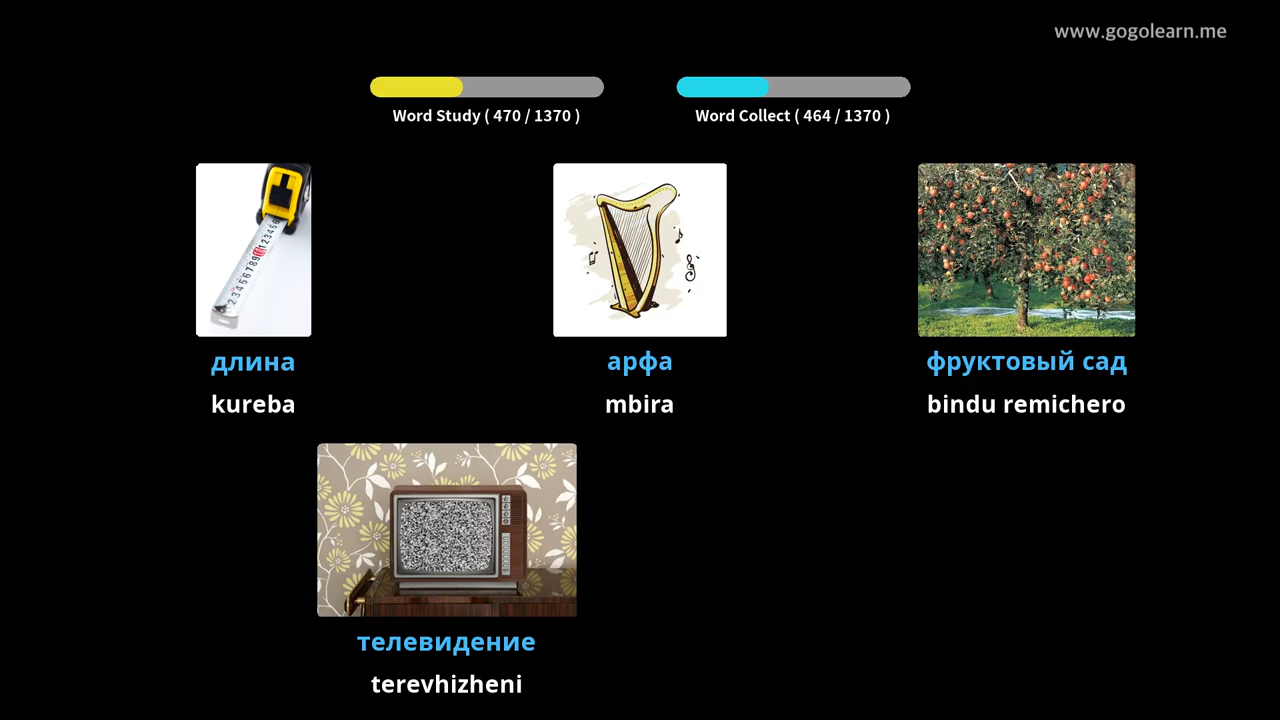 www.gogolearn.me
Word Study ( 470 / 1370 )
Word Collect ( 464 / 1370 )
длина
арфа
фруктовый сад
kureba
mbira
bindu remichero
телевидение
terevhizheni